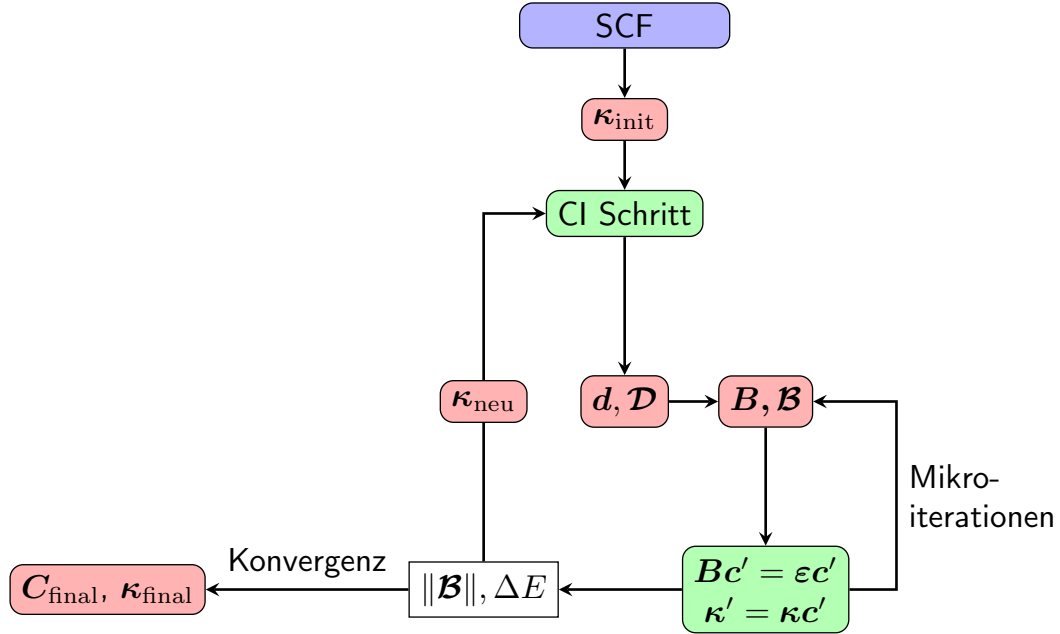 SCF
κ_init
CI Schritt
κ_neu
d, 𝓓
B, 𝓑
Mikro-
iterationen
Konvergenz
C_final, κ_final
‖𝓑‖, ΔE
Bc′ = εc′
κ′ = κc′